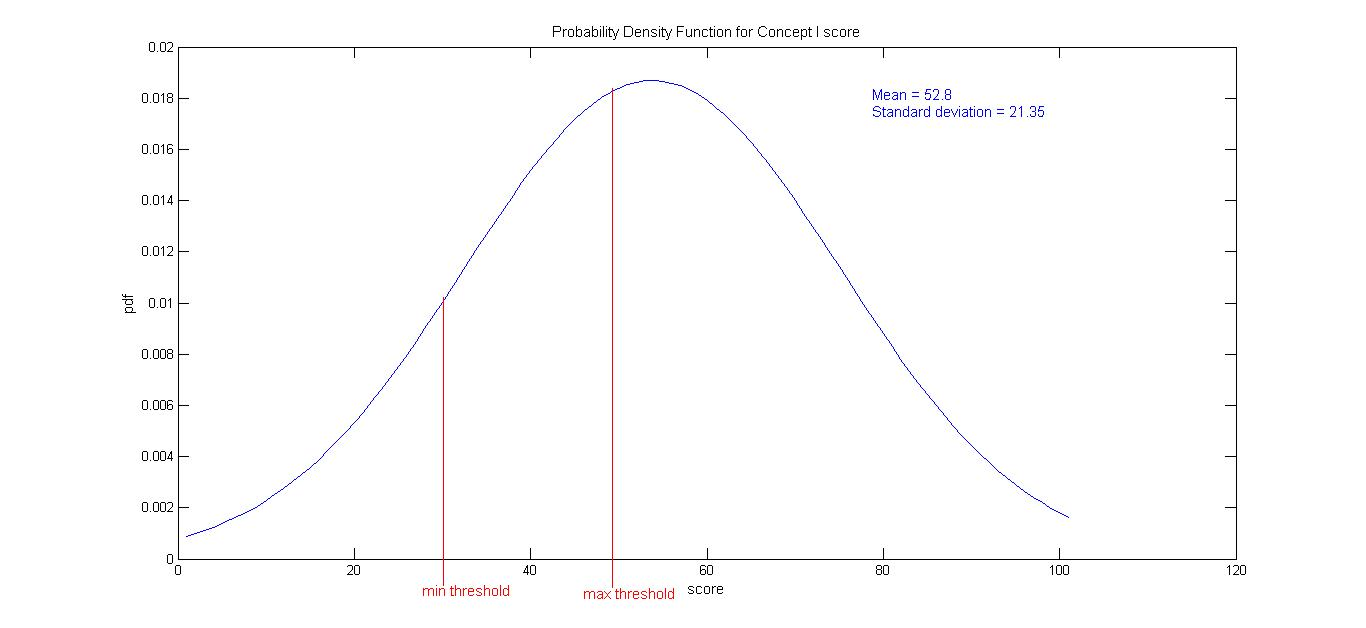 Probability Density Function for Concept I score
Mean = 52.8
Standard deviation = 21.35
0.02
0.018
0.016
0.014
0.012
0.01
0.008
0.006
0.004
0.002
0
pdf
0
20
40
60
80
100
120
min threshold
max threshold
score